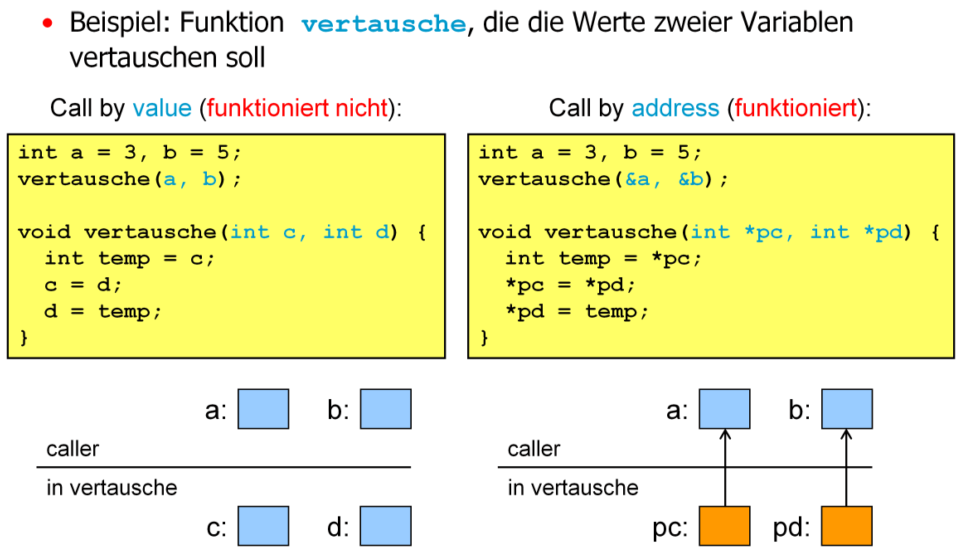 • Beispiel: Funktion vertausche, die die Werte zweier Variablen
vertauschen soll
Call by value (funktioniert nicht):
int a = 3, b = 5;
vertausche(a, b);
void vertausche(int c, int d) {
  int temp = c;
  c = d;
  d = temp;
}
a: b:
caller
in vertausche
c: d:
Call by address (funktioniert):
int a = 3, b = 5;
vertausche(&a, &b);
void vertausche(int *pc, int *pd) {
  int temp = *pc;
  *pc = *pd;
  *pd = temp;
}
a: b:
caller
in vertausche
pc: pd: